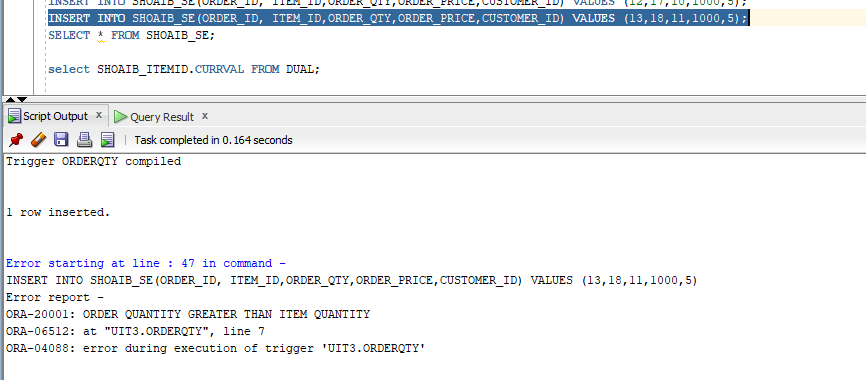 INSERT INTO SHOAIB_SE(ORDER_ID, ITEM_ID,ORDER_QTY,ORDER_PRICE,CUSTOMER_ID) VALUES (12,17,10,1000,5);
INSERT INTO SHOAIB_SE(ORDER_ID, ITEM_ID,ORDER_QTY,ORDER_PRICE,CUSTOMER_ID) VALUES (13,18,11,1000,5);
SELECT * FROM SHOAIB_SE;
select SHOAIB_ITEMID.CURRVAL FROM DUAL;
Script Output x Query Result x
Task completed in 0.164 seconds
Trigger ORDERQTY compiled
1 row inserted.
Error starting at line : 47 in command -
INSERT INTO SHOAIB_SE(ORDER_ID, ITEM_ID,ORDER_QTY,ORDER_PRICE,CUSTOMER_ID) VALUES (13,18,11,1000,5)
Error report -
ORA-20001: ORDER QUANTITY GREATER THAN ITEM QUANTITY
ORA-06512: at "UIT3.ORDERQTY", line 7
ORA-04088: error during execution of trigger 'UIT3.ORDERQTY'